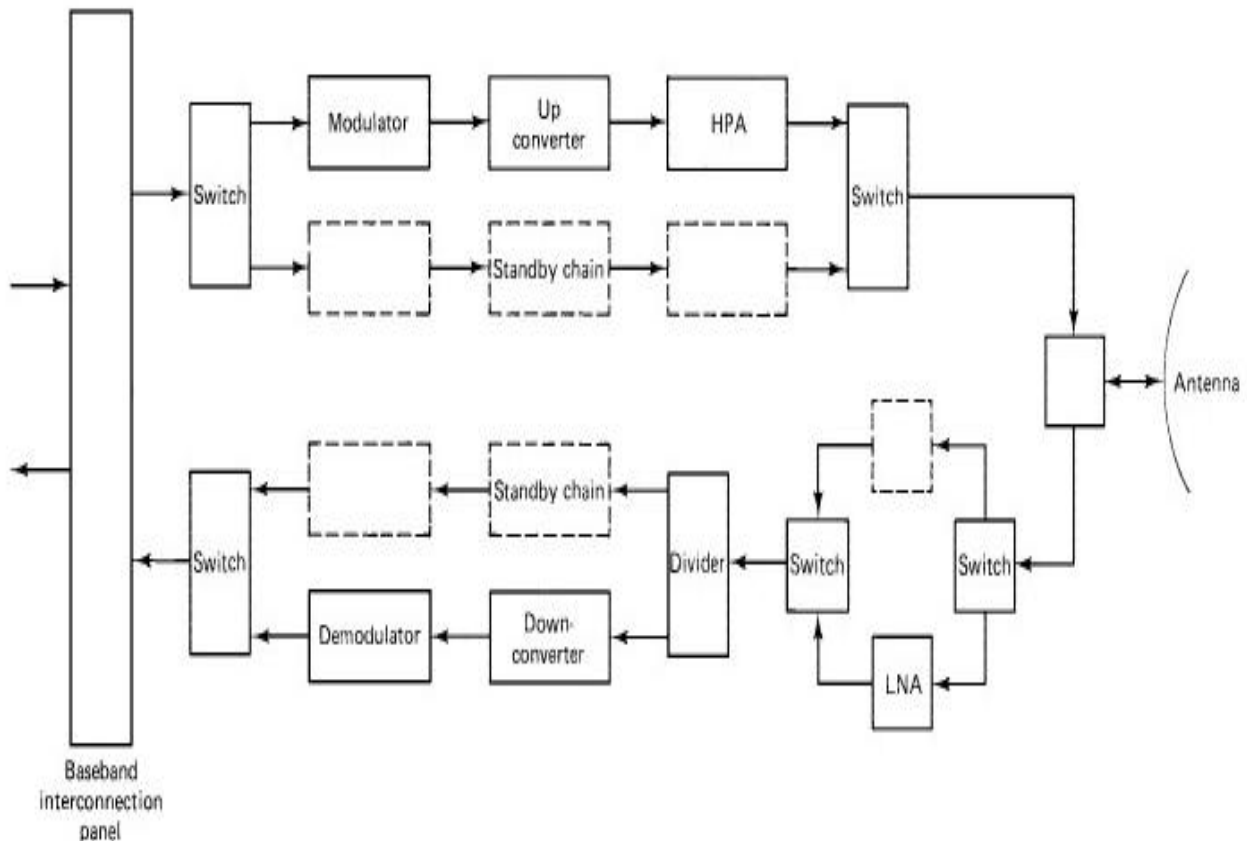 Modulator
Up
converter
HPA
Switch
Switch
Standby chain
Antenna
Standby chain
Switch
Divider
Switch
Switch
Demodulator
Down-
converter
LNA
Baseband
interconnection
panel